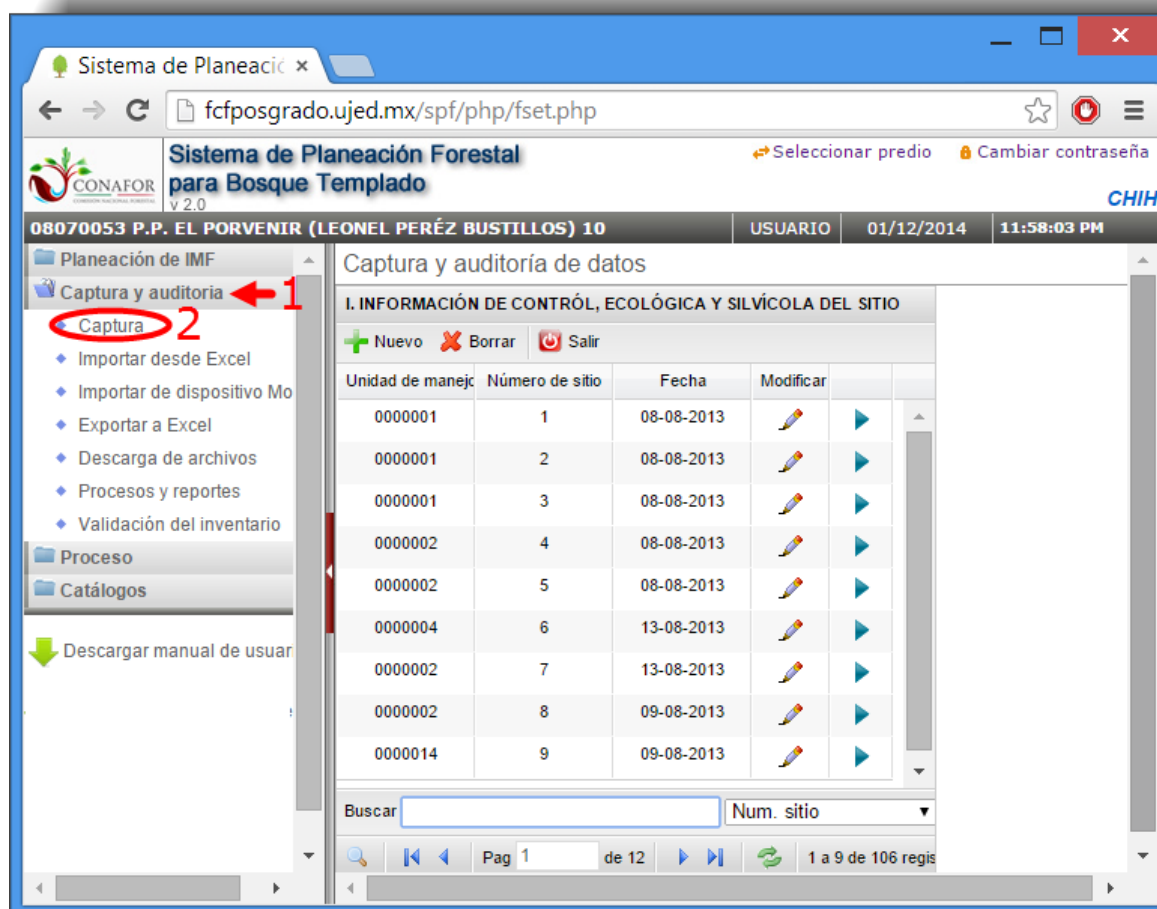 Sistema de Planeació
fcfposgrado.ujed.mx/spf/php/fset.php
CONAFOR
COMISIÓN NACIONAL FORESTAL
Sistema de Planeación Forestal
para Bosque Templado
v 2.0
Seleccionar predio
Cambiar contraseña
CHIH
08070053 P.P. EL PORVENIR (LEONEL PERÉZ BUSTILLOS) 10
USUARIO
01/12/2014
11:58:03 PM
Planeación de IMF
Captura y auditoria
1
Captura
2
Importar desde Excel
Importar de dispositivo Mo
Exportar a Excel
Descarga de archivos
Procesos y reportes
Validación del inventario
Proceso
Catálogos
Descargar manual de usuar
Captura y auditoría de datos
I. INFORMACIÓN DE CONTRÓL, ECOLÓGICA Y SILVÍCOLA DEL SITIO
Nuevo Borrar Salir
Unidad de manejo Número de sitio Fecha Modificar
0000001 1 08-08-2013
0000001 2 08-08-2013
0000001 3 08-08-2013
0000002 4 08-08-2013
0000002 5 08-08-2013
0000004 6 13-08-2013
0000002 7 13-08-2013
0000002 8 09-08-2013
0000014 9 09-08-2013
Buscar Num. sitio
Pag 1 de 12 1 a 9 de 106 regis